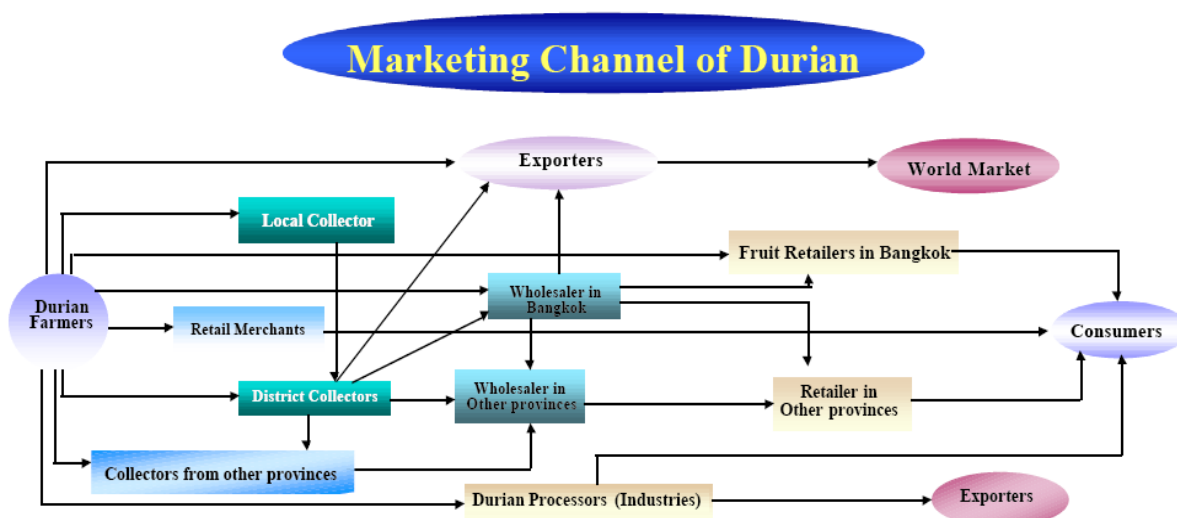 Marketing Channel of Durian
Exporters
World Market
Local Collector
Fruit Retailers in Bangkok
Durian
Farmers
Wholesaler in
Bangkok
Retail Merchants
Consumers
District Collectors
Wholesaler in
Other provinces
Retailer in
Other provinces
Collectors from other provinces
Durian Processors (Industries)
Exporters